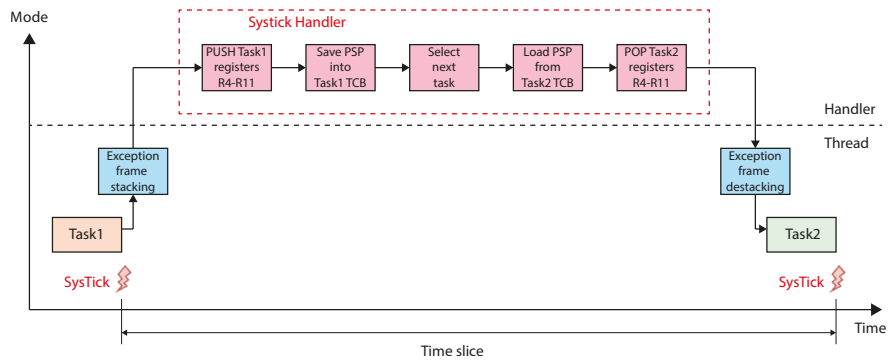 Mode
Systick Handler
PUSH Task1
registers
R4-R11
Save PSP
into
Task1 TCB
Select
next
task
Load PSP
from
Task2 TCB
POP Task2
registers
R4-R11
Handler
Thread
Exception
frame
stacking
Exception
frame
destacking
Task1
Task2
SysTick
SysTick
Time
Time slice